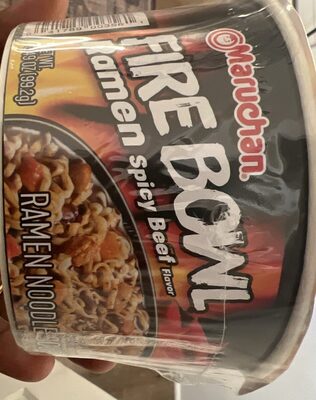 Maruchan
FIRE BOWL
Ramen Spicy Beef Flavor
RAMEN NOODLE